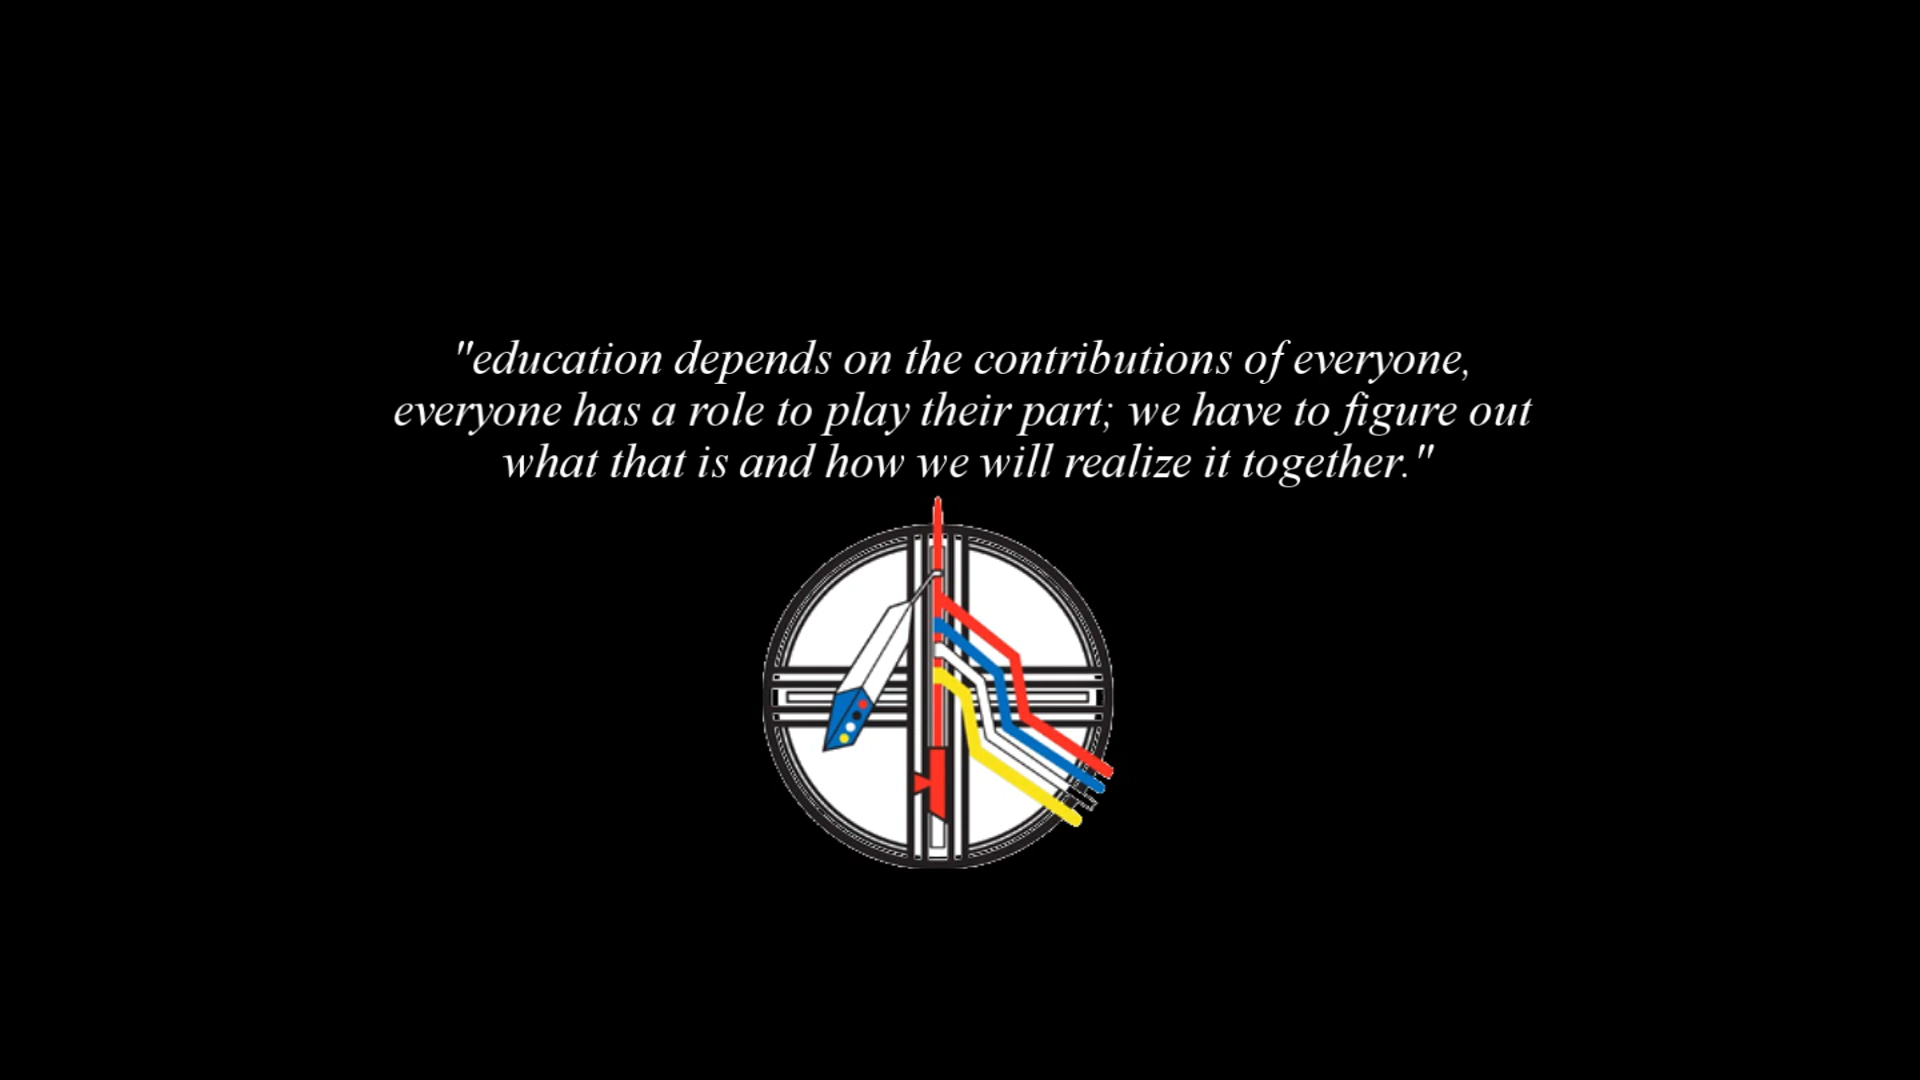 "education depends on the contributions of everyone,
everyone has a role to play their part; we have to figure out
what that is and how we will realize it together."